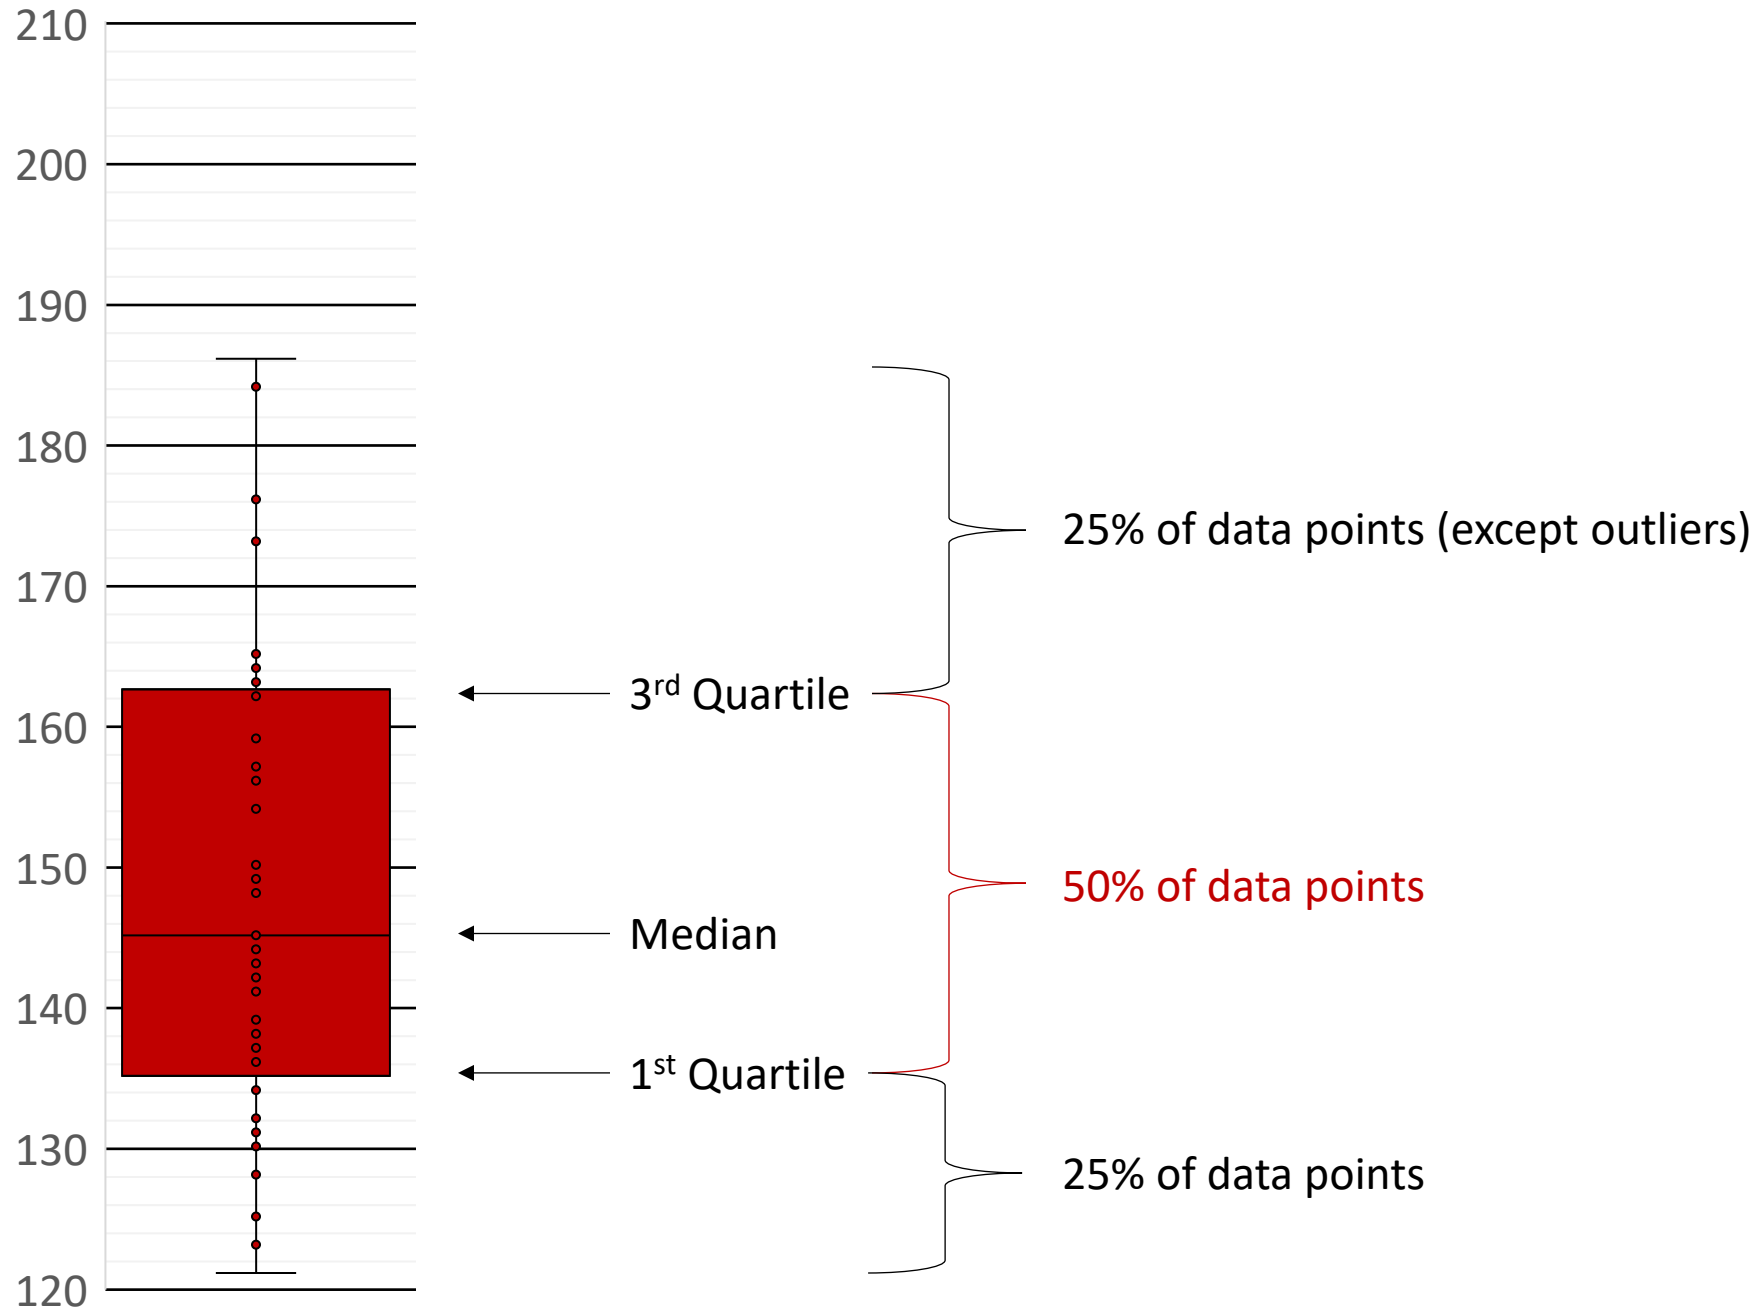 210
200
190
180
170
160
150
140
130
120
25% of data points (except outliers)
3rd Quartile
50% of data points
Median
1st Quartile
25% of data points